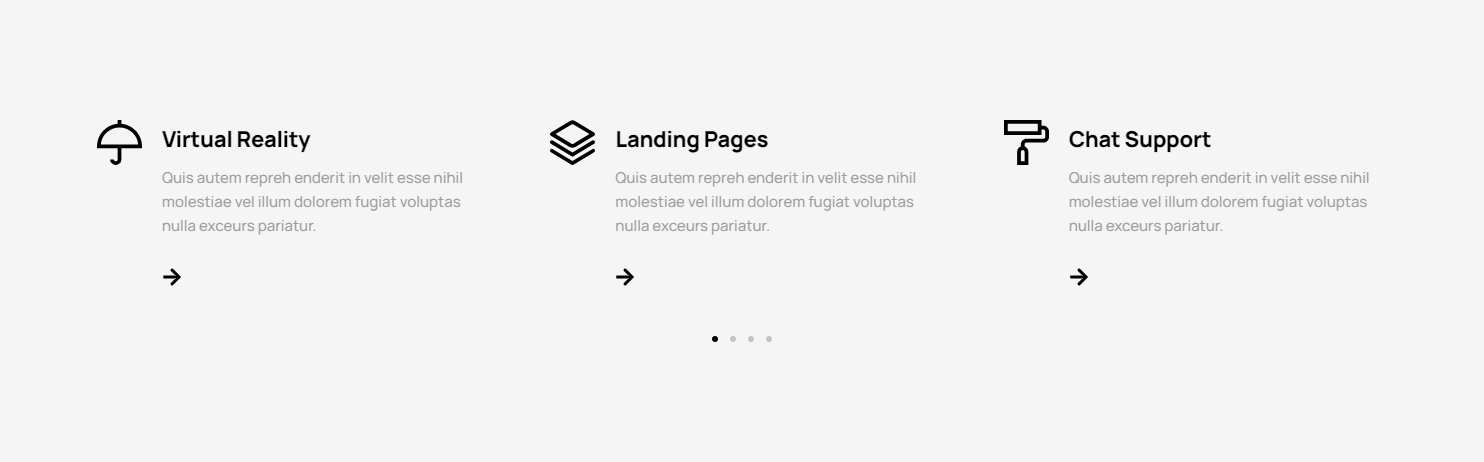 Virtual Reality
Quis autem repreh enderit in velit esse nihil
molestiae vel illum dolorem fugiat voluptas
nulla exceurs pariatur.
Landing Pages
Quis autem repreh enderit in velit esse nihil
molestiae vel illum dolorem fugiat voluptas
nulla exceurs pariatur.
Chat Support
Quis autem repreh enderit in velit esse nihil
molestiae vel illum dolorem fugiat voluptas
nulla exceurs pariatur.